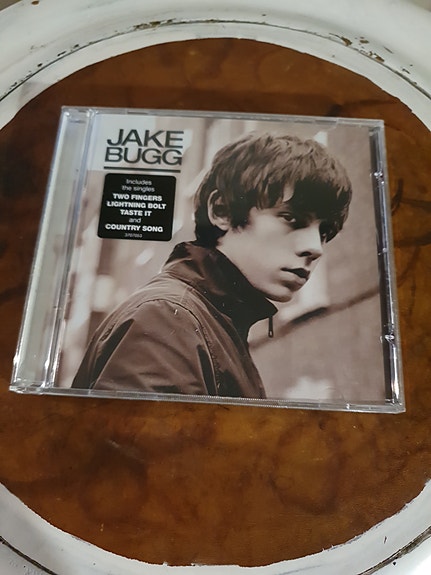 JAKE
BUGG
Includes
the singles
TWO FINGERS
LIGHTNING BOLT
TASTE IT
and
COUNTRY SONG